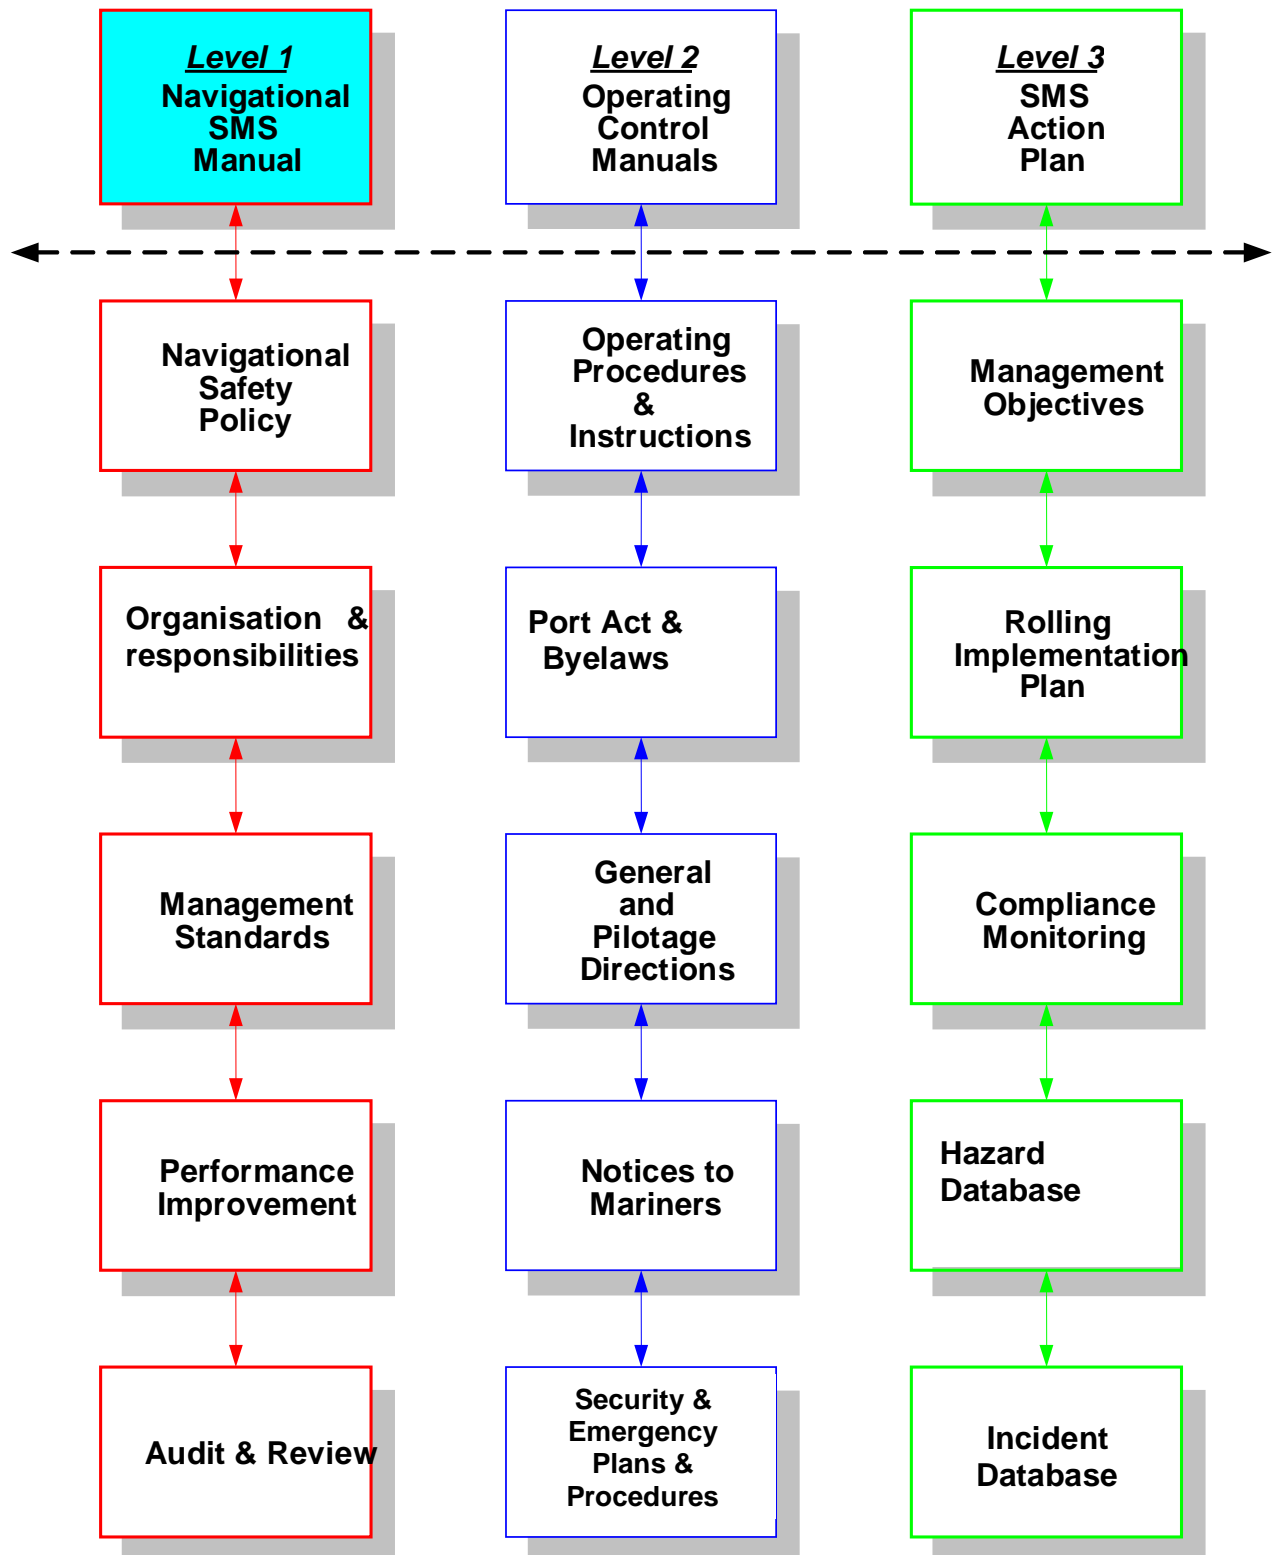 Level 1
Navigational
SMS
Manual
Level 2
Operating
Control
Manuals
Level 3
SMS
Action
Plan
Navigational
Safety
Policy
Operating
Procedures
&
Instructions
Management
Objectives
Organisation &
responsibilities
Port Act &
Byelaws
Rolling
Implementation
Plan
Management
Standards
General
and
Pilotage
Directions
Compliance
Monitoring
Performance
Improvement
Notices to
Mariners
Hazard
Database
Audit & Review
Security &
Emergency
Plans &
Procedures
Incident
Database